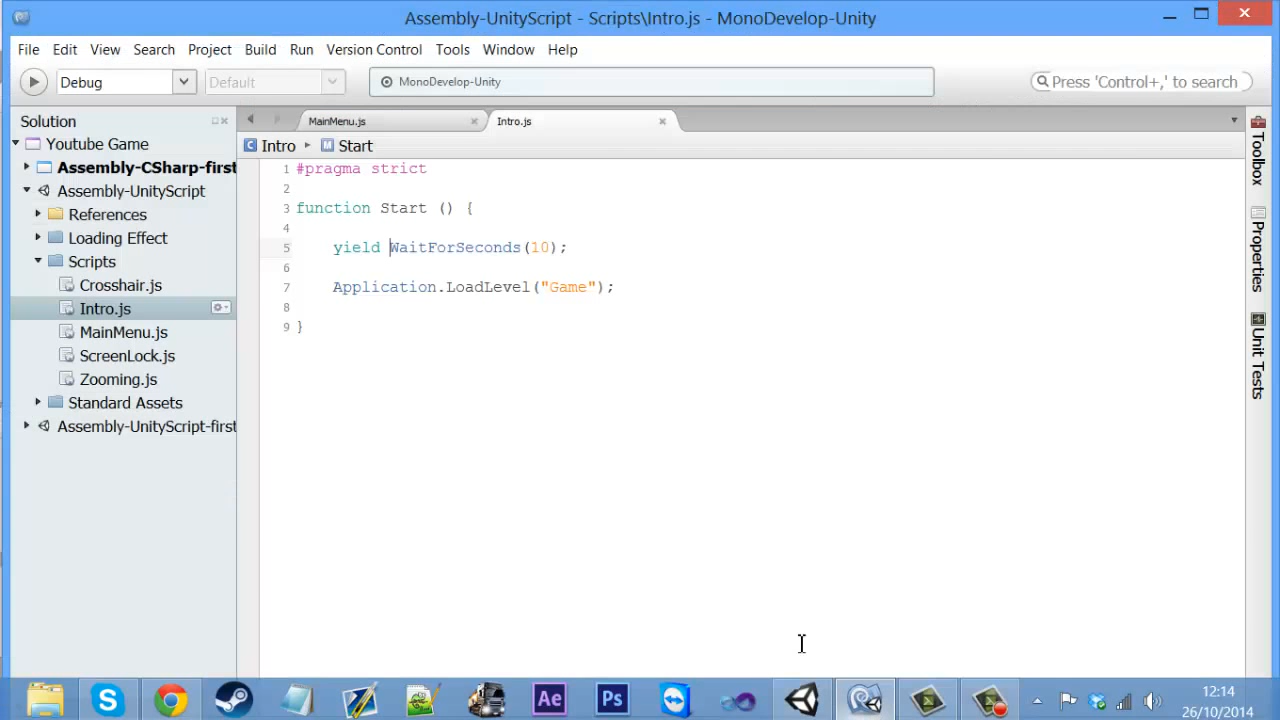 Assembly-UnityScript - Scripts\Intro.js - MonoDevelop-Unity
File Edit View Search Project Build Run Version Control Tools Window Help
Debug Default MonoDevelop-Unity Press 'Control+,' to search
Solution
Youtube Game
Assembly-CSharp-first
Assembly-UnityScript
References
Loading Effect
Scripts
Crosshair.js
Intro.js
MainMenu.js
ScreenLock.js
Zooming.js
Standard Assets
Assembly-UnityScript-first
MainMenu.js Intro.js
C Intro M Start
1 #pragma strict
2
3 function Start () {
4
5 yield WaitForSeconds(10);
6
7 Application.LoadLevel("Game");
8
9 }
Toolbox
Properties
Unit Tests
Ae Ps
12:14
26/10/2014